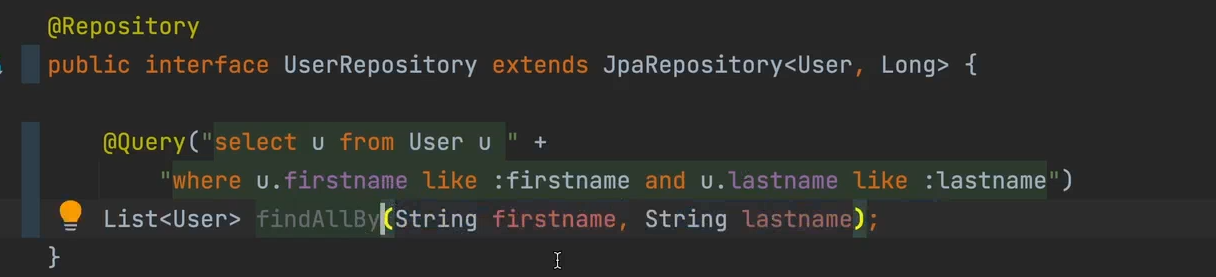 @Repository
public interface UserRepository extends JpaRepository<User, Long> {
@Query("select u from User u " +
"where u.firstname like :firstname and u.lastname like :lastname")
List<User> findAllBy(String firstname, String lastname);
}